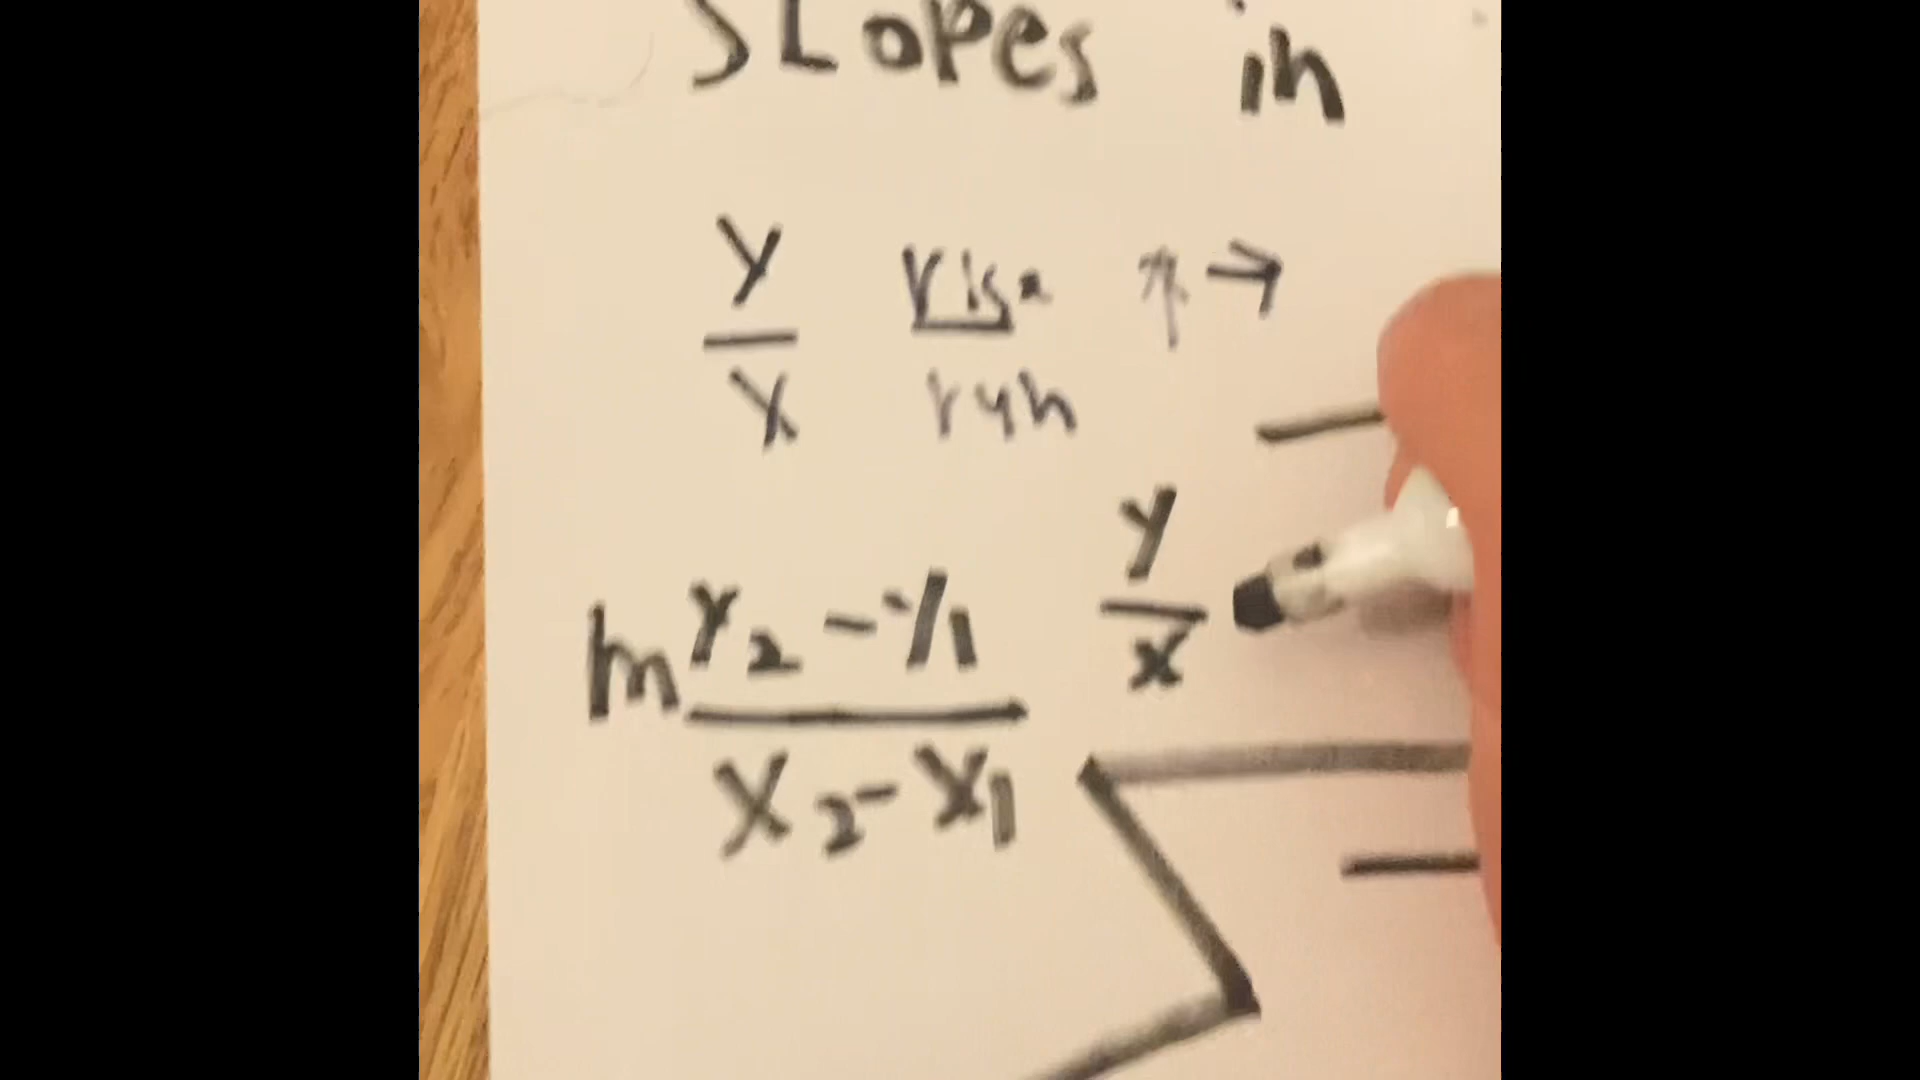 SLOPes in
Y rise ↑ →
X run
m Y2 - Y1 Y
X2 - X1 x